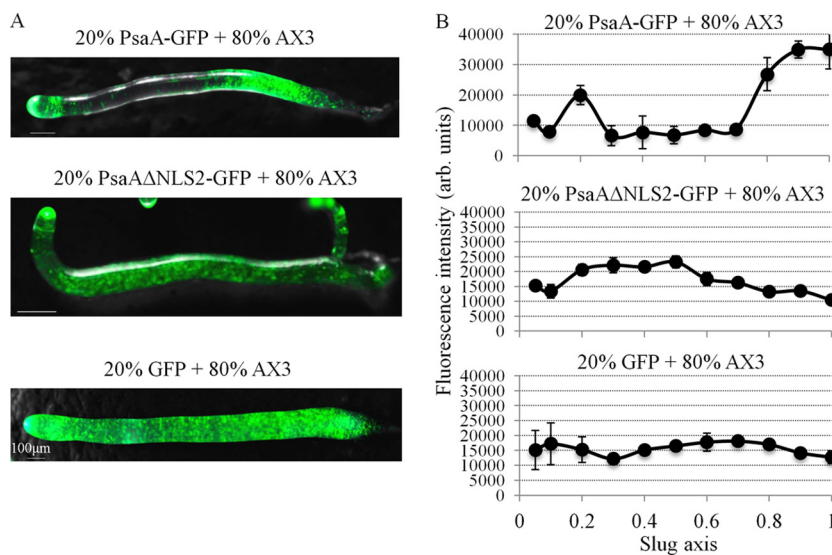 A
20% PsaA-GFP + 80% AX3
20% PsaAΔNLS2-GFP + 80% AX3
20% GFP + 80% AX3
100μm
B
Fluorescence intensity (arb. units)
20% PsaA-GFP + 80% AX3
40000
30000
20000
10000
0
20% PsaAΔNLS2-GFP + 80% AX3
40000
35000
30000
25000
20000
15000
10000
5000
0
20% GFP + 80% AX3
40000
35000
30000
25000
20000
15000
10000
5000
0
0 0.2 0.4 0.6 0.8 1
Slug axis